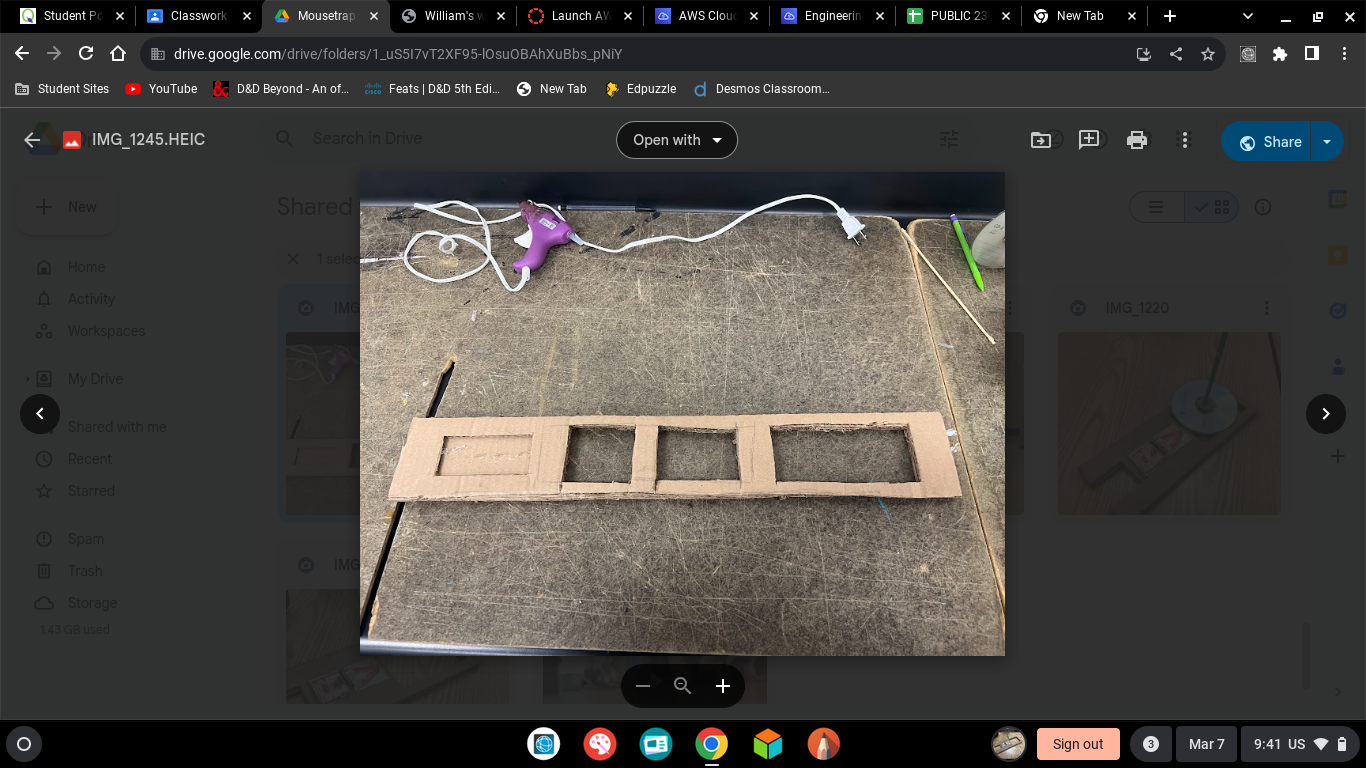 Student Po
Classwork
Mousetrap
William's w
Launch AW
AWS Clou
Engineerin
PUBLIC 23
New Tab
drive.google.com/drive/folders/1_uS5I7vT2XF95-lOsuOBAhXuBbs_pNiY
Student Sites
YouTube
D&D Beyond - An of...
Feats | D&D 5th Edi...
New Tab
Edpuzzle
Desmos Classroom...
IMG_1245.HEIC
Search in Drive
Open with
Share
New
Shared
Home
1 selec
Activity
IMG
IMG_1220
Workspaces
My Drive
Shared with me
Recent
Starred
Spam
IMG
Trash
Storage
1.43 GB used
Sign out
3
Mar 7
9:41 US